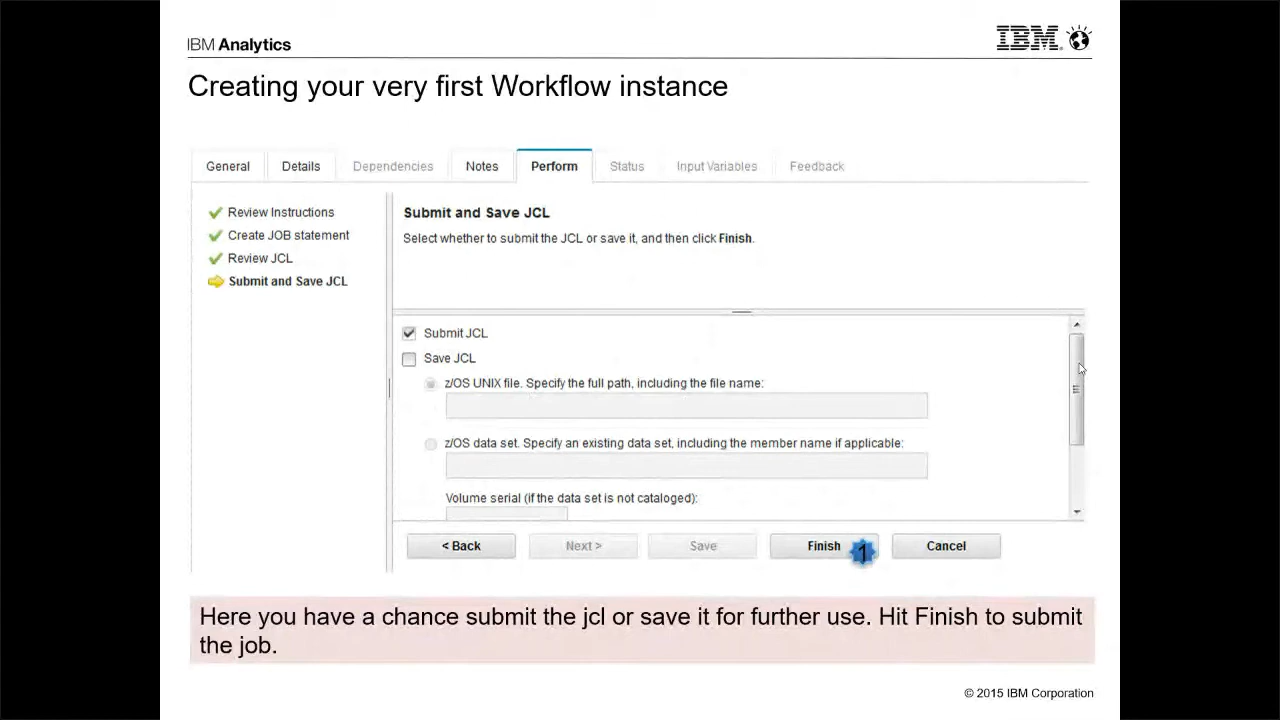 IBM Analytics
IBM
Creating your very first Workflow instance
General Details Dependencies Notes Perform Status Input Variables Feedback
Review Instructions
Create JOB statement
Review JCL
Submit and Save JCL
Submit and Save JCL
Select whether to submit the JCL or save it, and then click Finish.
Submit JCL
Save JCL
z/OS UNIX file. Specify the full path, including the file name:
z/OS data set. Specify an existing data set, including the member name if applicable:
Volume serial (if the data set is not cataloged):
< Back Next > Save Finish 1 Cancel
Here you have a chance submit the jcl or save it for further use. Hit Finish to submit
the job.
© 2015 IBM Corporation